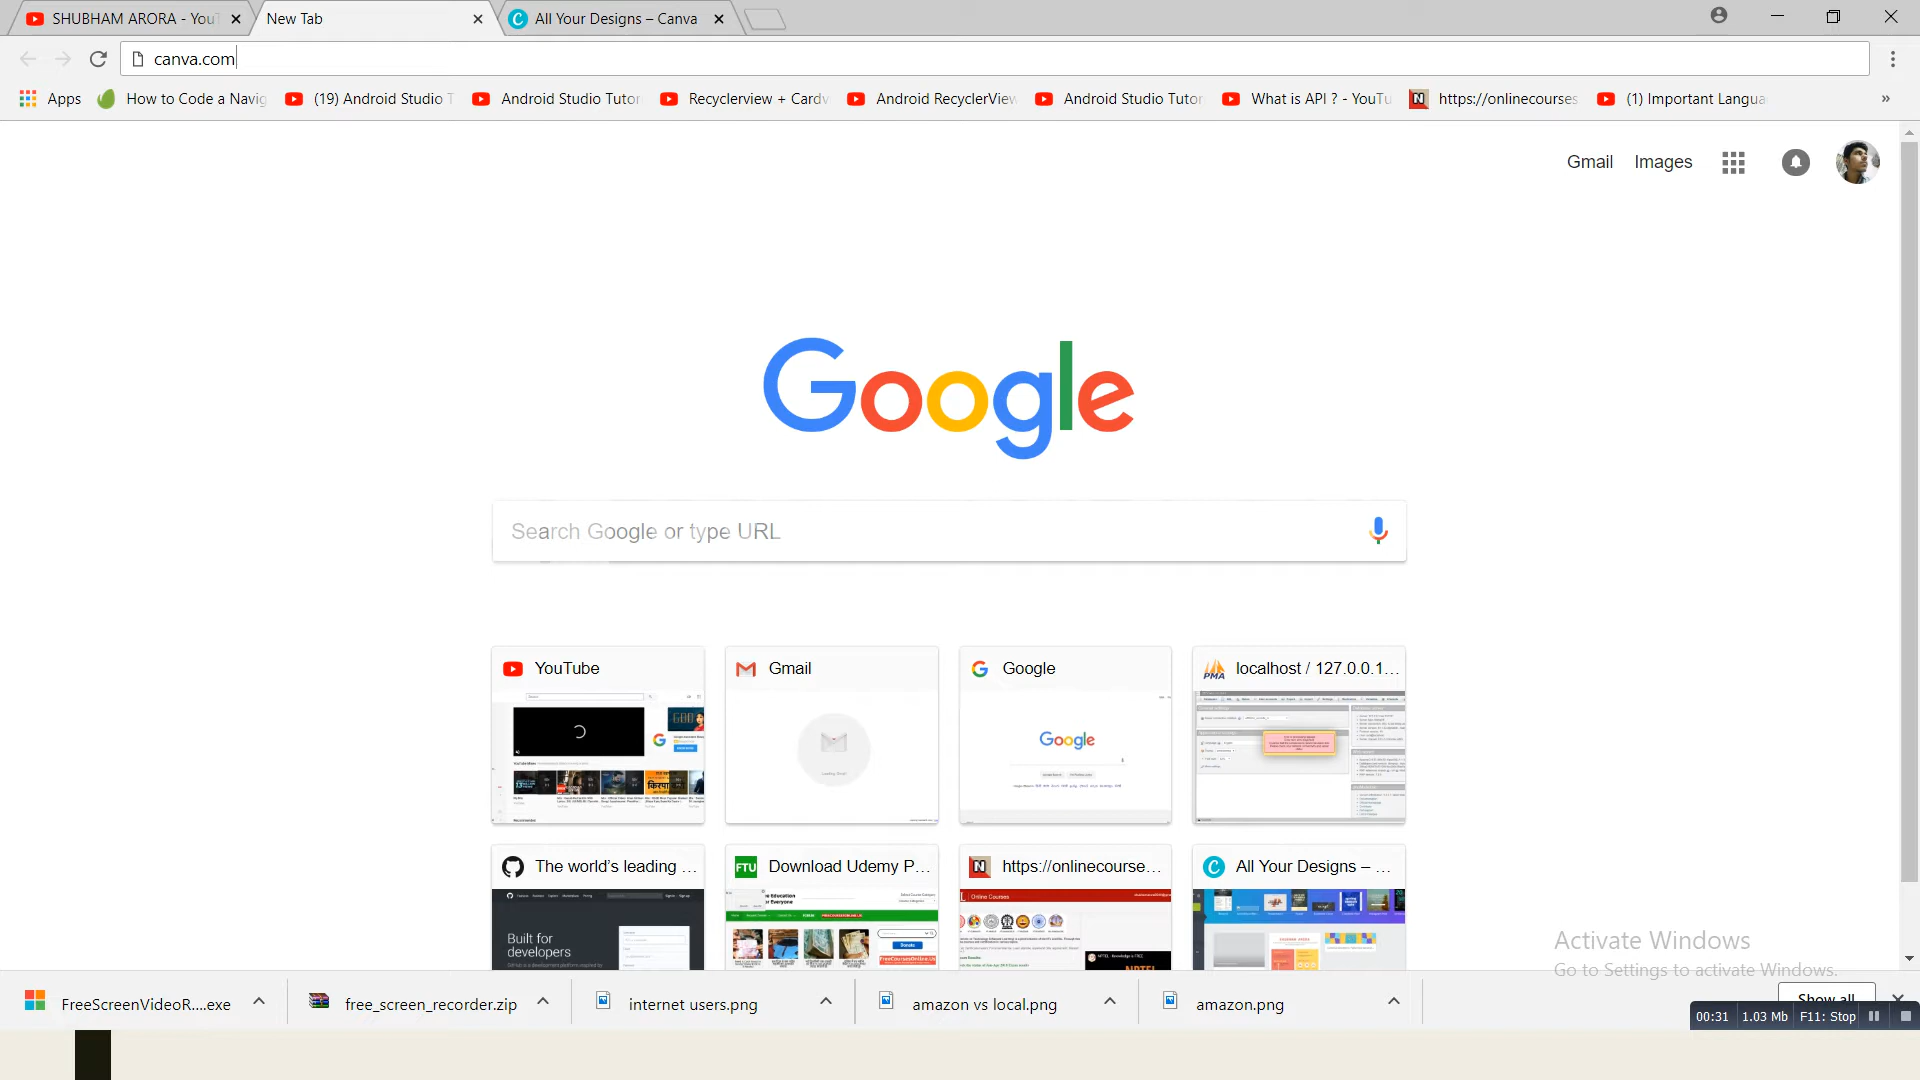 SHUBHAM ARORA - YouT
New Tab
All Your Designs – Canva
canva.com
Apps
How to Code a Navig
(19) Android Studio T
Android Studio Tutor
Recyclerview + Cardv
Android RecyclerView
Android Studio Tutor
What is API ? - YouTu
https://onlinecourses
(1) Important Langua
»
Gmail
Images
Google
Search Google or type URL
YouTube
Gmail
Google
localhost / 127.0.0.1...
Google
The world's leading ...
Download Udemy P...
https://onlinecourse...
All Your Designs – ...
Built for
developers
Activate Windows
Go to Settings to activate Windows.
FreeScreenVideoR....exe
free_screen_recorder.zip
internet users.png
amazon vs local.png
amazon.png
Show all
00:31 1.03 Mb F11: Stop